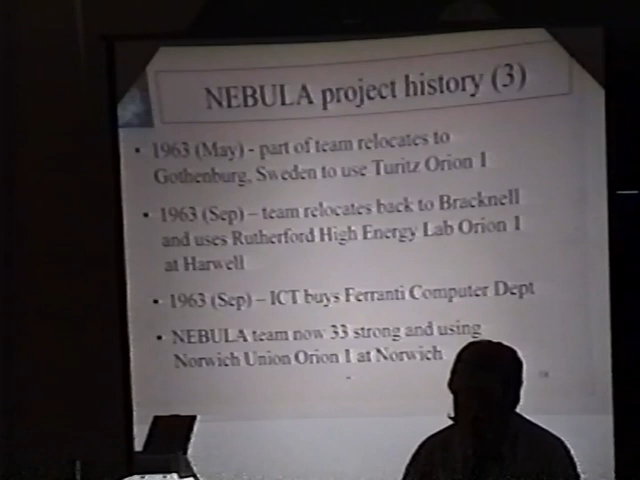 NEBULA project history (3)
• 1963 (May) - part of team relocates to
Gothenburg, Sweden to use Turitz Orion 1
• 1963 (Sep) – team relocates back to Bracknell
and uses Rutherford High Energy Lab Orion 1
at Harwell
• 1963 (Sep) – ICT buys Ferranti Computer Dept
• NEBULA team now 33 strong and using
Norwich Union Orion 1 at Norwich